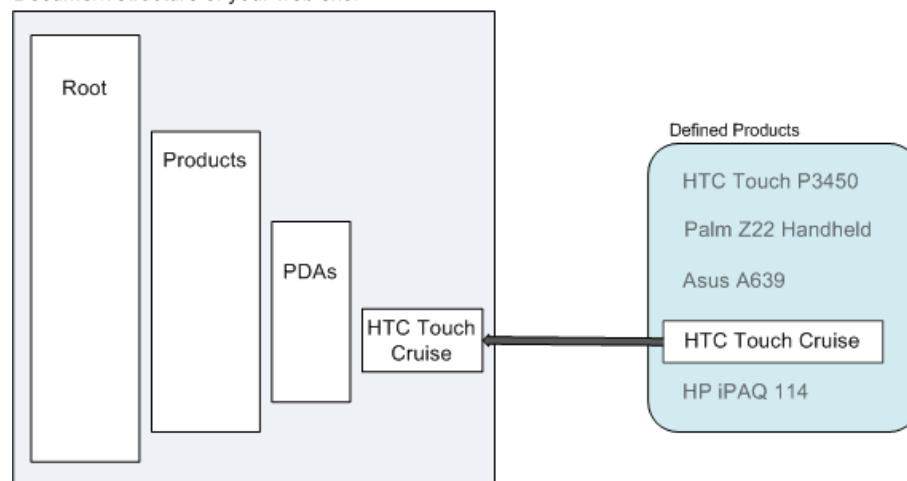 Root
Products
PDAs
HTC Touch
Cruise
Defined Products
HTC Touch P3450
Palm Z22 Handheld
Asus A639
HTC Touch Cruise
HP iPAQ 114